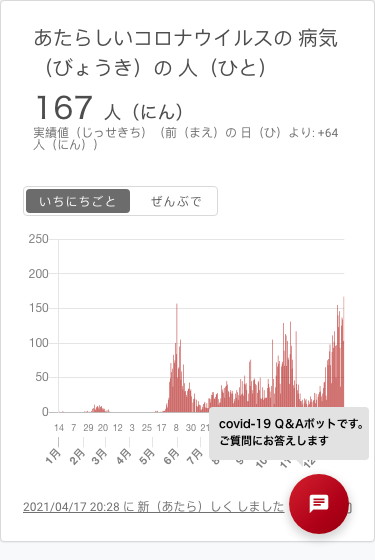 あたらしいコロナウイルスの 病気
（びょうき）の 人（ひと）
167 人（にん）
実績値（じっせきち）（前（まえ）の 日（ひ）より: +64
人（にん））
いちにちごと ぜんぶで
250
200
150
100
50
0
14 7 29 20 12 3 25 17 8 30 21
1月 2月 3月 4月 5月 6月 7月
covid-19 Q&Aボットです。
ご質問にお答えします
2021/04/17 20:28 に 新（あたら）しく しました